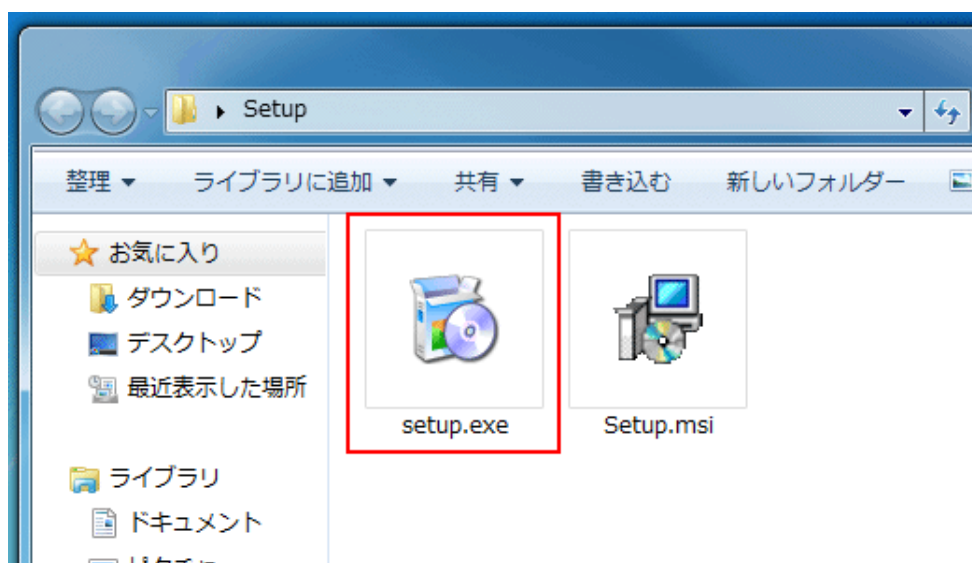 Setup
整理 ライブラリに追加 共有 書き込む 新しいフォルダー
お気に入り
ダウンロード
デスクトップ
最近表示した場所
ライブラリ
ドキュメント
setup.exe
Setup.msi